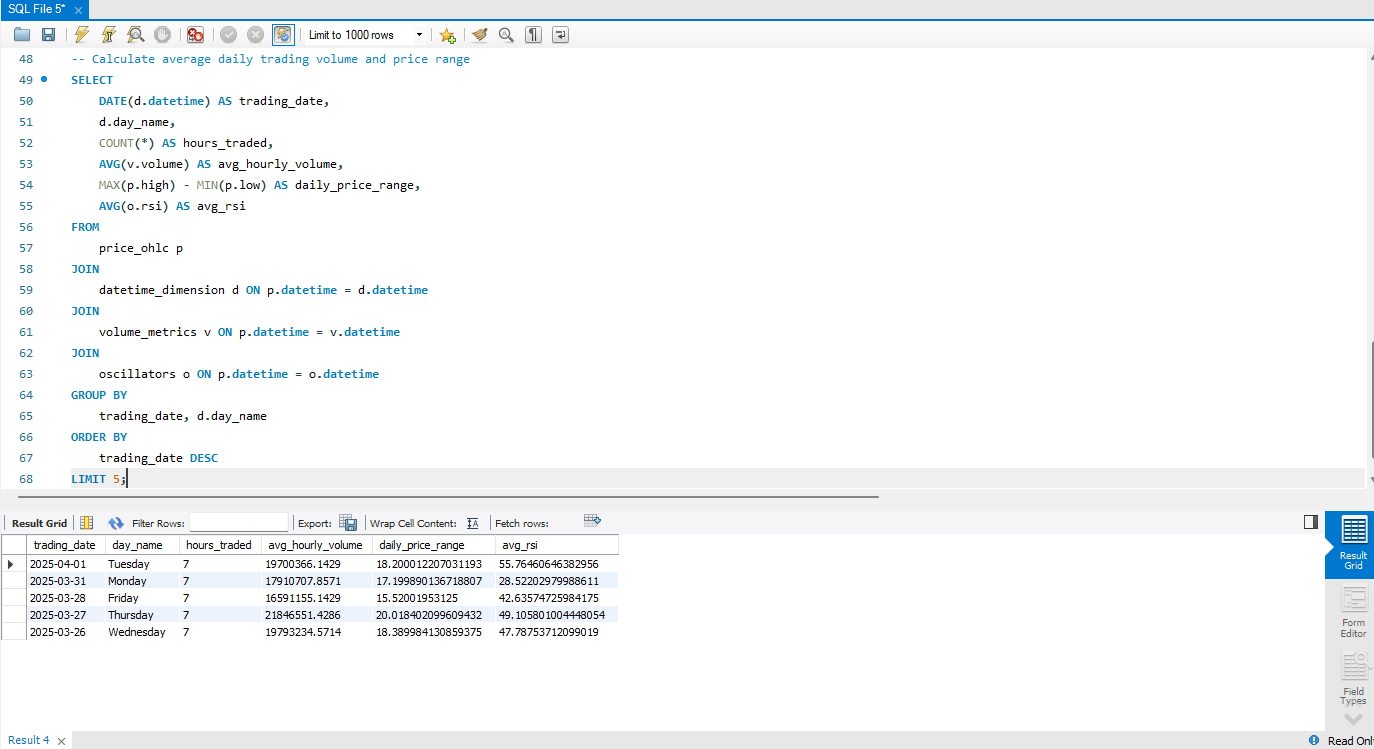 SQL File 5*
Limit to 1000 rows
48 -- Calculate average daily trading volume and price range
49 SELECT
50 DATE(d.datetime) AS trading_date,
51 d.day_name,
52 COUNT(*) AS hours_traded,
53 AVG(v.volume) AS avg_hourly_volume,
54 MAX(p.high) - MIN(p.low) AS daily_price_range,
55 AVG(o.rsi) AS avg_rsi
56 FROM
57 price_ohlc p
58 JOIN
59 datetime_dimension d ON p.datetime = d.datetime
60 JOIN
61 volume_metrics v ON p.datetime = v.datetime
62 JOIN
63 oscillators o ON p.datetime = o.datetime
64 GROUP BY
65 trading_date, d.day_name
66 ORDER BY
67 trading_date DESC
68 LIMIT 5;
Result Grid Filter Rows: Export: Wrap Cell Content: Fetch rows:
trading_date day_name hours_traded avg_hourly_volume daily_price_range avg_rsi
2025-04-01 Tuesday 7 19700366.1429 18.200012207031193 55.76460646382956
2025-03-31 Monday 7 17910707.8571 17.199890136718807 28.52202979988611
2025-03-28 Friday 7 16591155.1429 15.52001953125 42.63574725984175
2025-03-27 Thursday 7 21846551.4286 20.018402099609432 49.105801004448054
2025-03-26 Wednesday 7 19793234.5714 18.389984130859375 47.78753712099019
Result
Grid
Form
Editor
Field
Types
Result 4
Read Onl